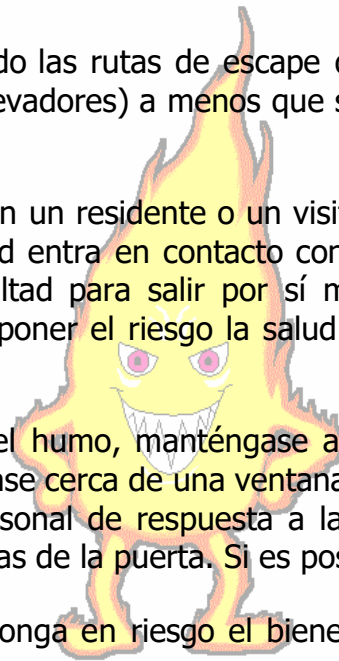 do las rutas de escape
evadores) a menos que s
n un residente o un visit
d entra en contacto con
ltad para salir por sí m
poner el riesgo la salud
el humo, manténgase a
nse cerca de una ventana
sonal de respuesta a la
as de la puerta. Si es pos
onga en riesgo el biene